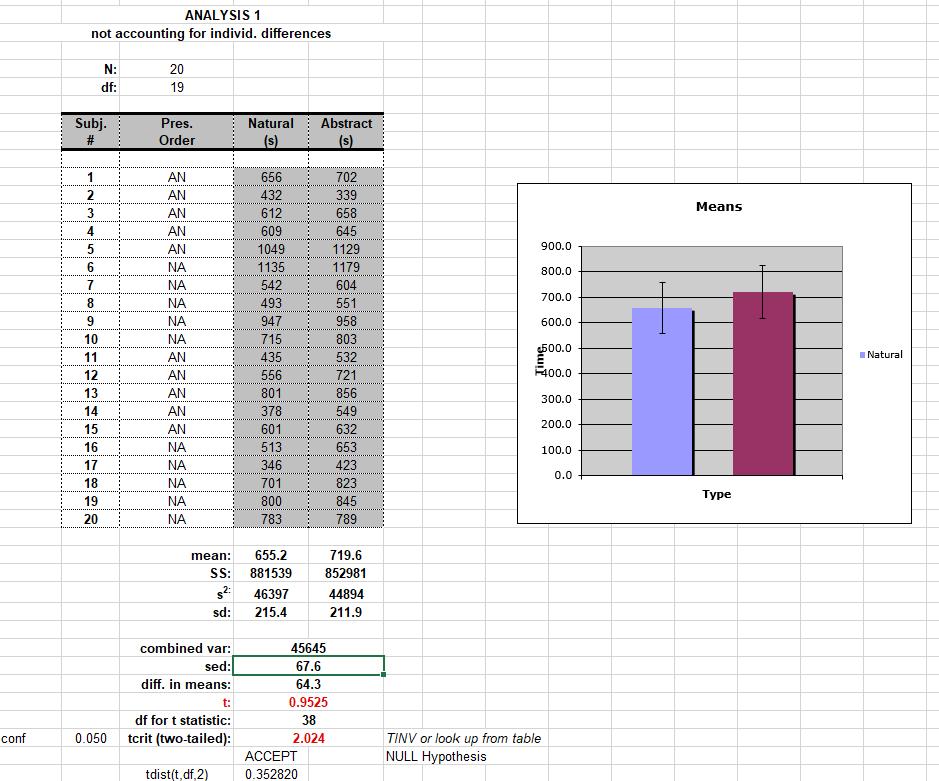 ANALYSIS 1
not accounting for individ. differences
N: 20
df: 19
Subj. Pres. Natural Abstract
# Order (s) (s)
1 AN 656 702
2 AN 432 339
3 AN 612 658
4 AN 609 645
5 AN 1049 1129
6 NA 1135 1179
7 NA 542 604
8 NA 493 551
9 NA 947 958
10 NA 715 803
11 AN 435 532
12 AN 556 721
13 AN 801 856
14 AN 378 549
15 AN 601 632
16 NA 513 653
17 NA 346 423
18 NA 701 823
19 NA 800 845
20 NA 783 789
mean: 655.2 719.6
SS: 881539 852981
s2: 46397 44894
sd: 215.4 211.9
combined var: 45645
sed: 67.6
diff. in means: 64.3
t: 0.9525
df for t statistic: 38
conf 0.050 tcrit (two-tailed): 2.024 TINV or look up from table
ACCEPT NULL Hypothesis
tdist(t,df,2) 0.352820
Means
900.0
800.0
700.0
600.0
500.0
400.0
300.0
200.0
100.0
0.0
Time
Type
Natural